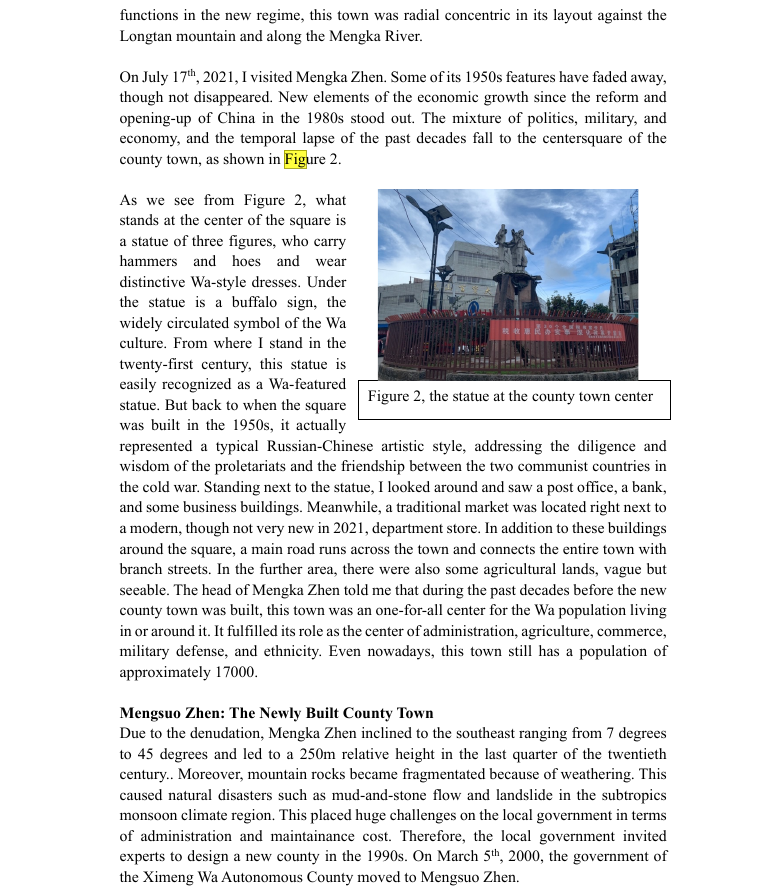 functions in the new regime, this town was radial concentric in its layout against the
Longtan mountain and along the Mengka River.
On July 17th, 2021, I visited Mengka Zhen. Some of its 1950s features have faded away,
though not disappeared. New elements of the economic growth since the reform and
opening-up of China in the 1980s stood out. The mixture of politics, military, and
economy, and the temporal lapse of the past decades fall to the centersquare of the
county town, as shown in Figure 2.
As we see from Figure 2, what
stands at the center of the square is
a statue of three figures, who carry
hammers and hoes and wear
distinctive Wa-style dresses. Under
the statue is a buffalo sign, the
widely circulated symbol of the Wa
culture. From where I stand in the
twenty-first century, this statue is
easily recognized as a Wa-featured
statue. But back to when the square
was built in the 1950s, it actually
Figure 2, the statue at the county town center
represented a typical Russian-Chinese artistic style, addressing the diligence and
wisdom of the proletariats and the friendship between the two communist countries in
the cold war. Standing next to the statue, I looked around and saw a post office, a bank,
and some business buildings. Meanwhile, a traditional market was located right next to
a modern, though not very new in 2021, department store. In addition to these buildings
around the square, a main road runs across the town and connects the entire town with
branch streets. In the further area, there were also some agricultural lands, vague but
seeable. The head of Mengka Zhen told me that during the past decades before the new
county town was built, this town was an one-for-all center for the Wa population living
in or around it. It fulfilled its role as the center of administration, agriculture, commerce,
military defense, and ethnicity. Even nowadays, this town still has a population of
approximately 17000.
Mengsuo Zhen: The Newly Built County Town
Due to the denudation, Mengka Zhen inclined to the southeast ranging from 7 degrees
to 45 degrees and led to a 250m relative height in the last quarter of the twentieth
century.. Moreover, mountain rocks became fragmentated because of weathering. This
caused natural disasters such as mud-and-stone flow and landslide in the subtropics
monsoon climate region. This placed huge challenges on the local government in terms
of administration and maintainance cost. Therefore, the local government invited
experts to design a new county in the 1990s. On March 5th, 2000, the government of
the Ximeng Wa Autonomous County moved to Mengsuo Zhen.